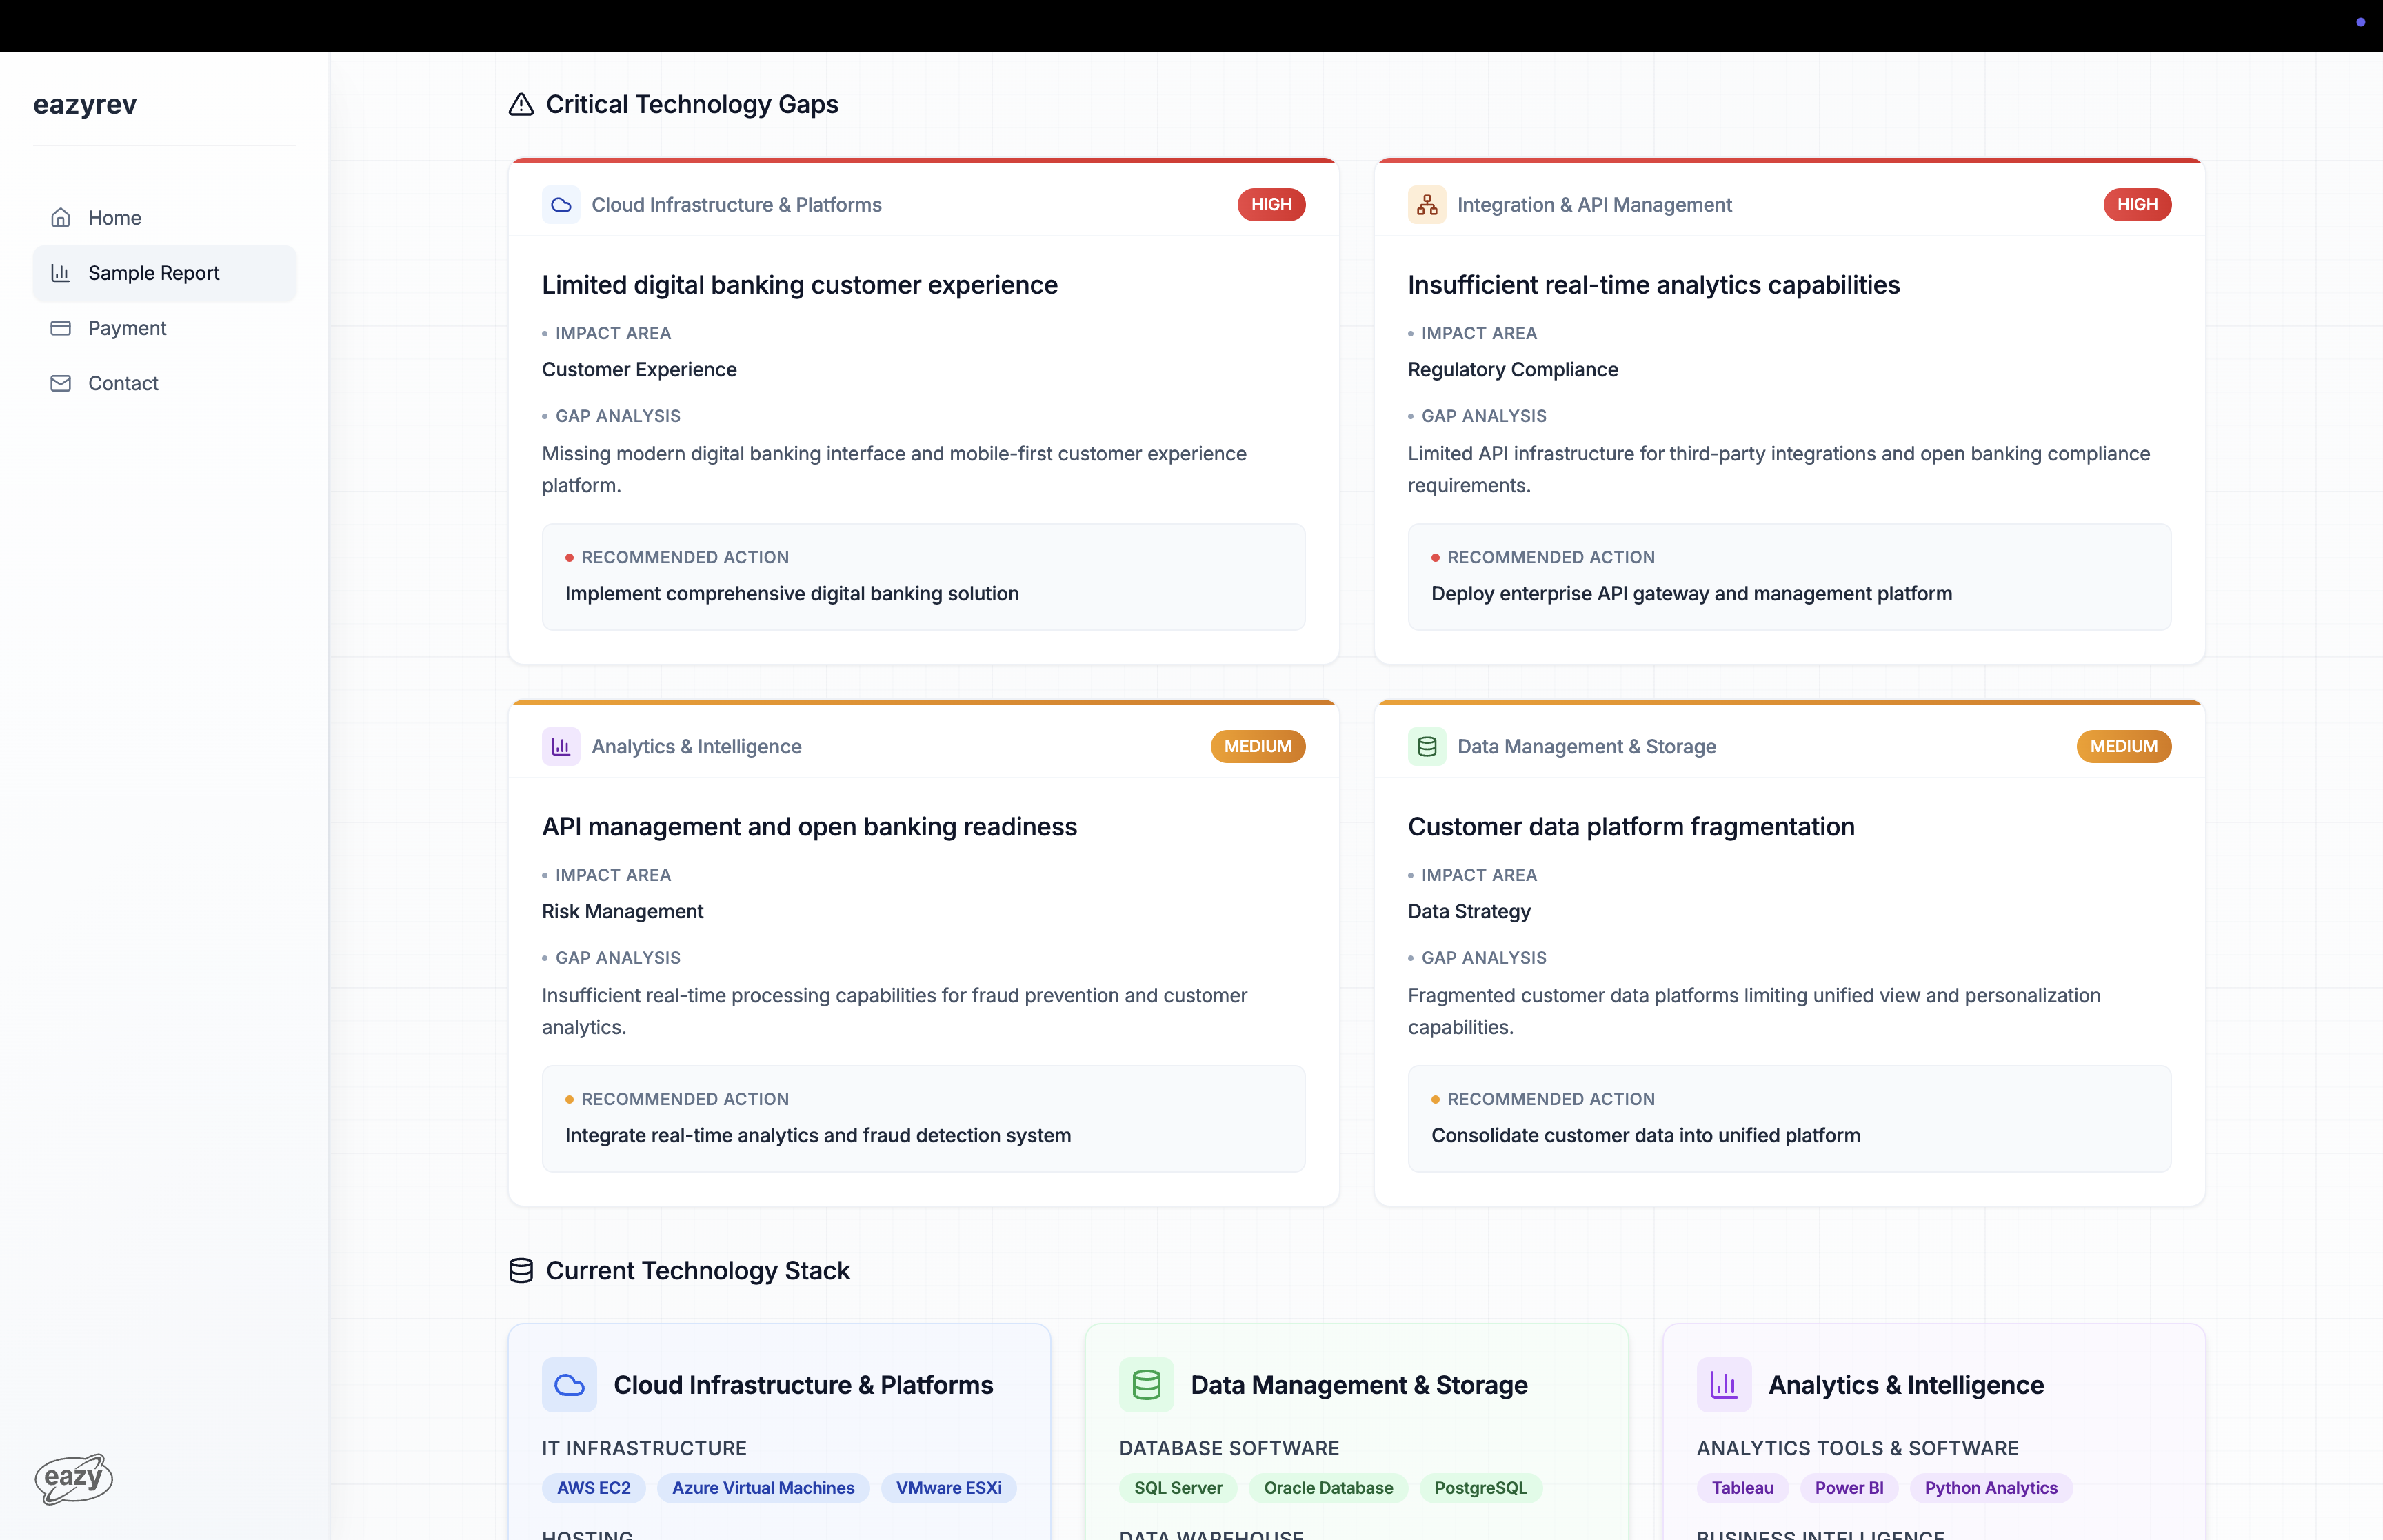 eazyrev
Home
Sample Report
Payment
Contact
eazy
Critical Technology Gaps
Cloud Infrastructure & Platforms
HIGH
Limited digital banking customer experience
IMPACT AREA
Customer Experience
GAP ANALYSIS
Missing modern digital banking interface and mobile-first customer experience
platform.
RECOMMENDED ACTION
Implement comprehensive digital banking solution
Integration & API Management
HIGH
Insufficient real-time analytics capabilities
IMPACT AREA
Regulatory Compliance
GAP ANALYSIS
Limited API infrastructure for third-party integrations and open banking compliance
requirements.
RECOMMENDED ACTION
Deploy enterprise API gateway and management platform
Analytics & Intelligence
MEDIUM
API management and open banking readiness
IMPACT AREA
Risk Management
GAP ANALYSIS
Insufficient real-time processing capabilities for fraud prevention and customer
analytics.
RECOMMENDED ACTION
Integrate real-time analytics and fraud detection system
Data Management & Storage
MEDIUM
Customer data platform fragmentation
IMPACT AREA
Data Strategy
GAP ANALYSIS
Fragmented customer data platforms limiting unified view and personalization
capabilities.
RECOMMENDED ACTION
Consolidate customer data into unified platform
Current Technology Stack
Cloud Infrastructure & Platforms
IT INFRASTRUCTURE
AWS EC2 Azure Virtual Machines VMware ESXi
HOSTING
Data Management & Storage
DATABASE SOFTWARE
SQL Server Oracle Database PostgreSQL
DATA WAREHOUSE
Analytics & Intelligence
ANALYTICS TOOLS & SOFTWARE
Tableau Power BI Python Analytics
BUSINESS INTELLIGENCE